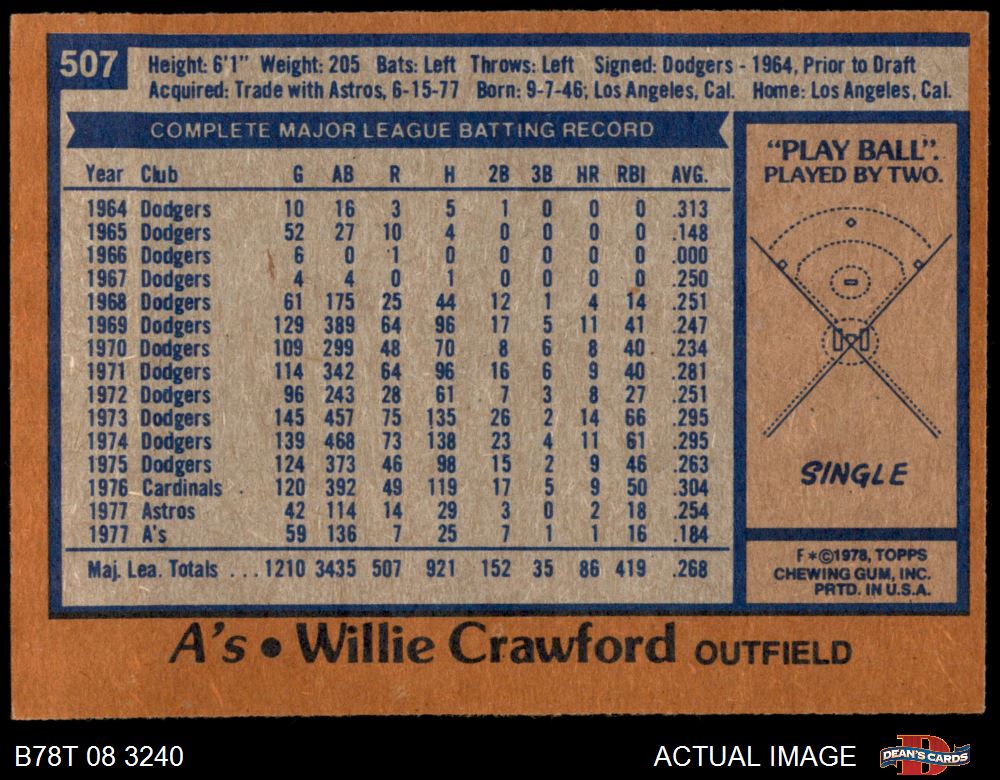 507
Height: 6'1" Weight: 205 Bats: Left Throws: Left Signed: Dodgers - 1964, Prior to Draft
Acquired: Trade with Astros, 6-15-77 Born: 9-7-46; Los Angeles, Cal. Home: Los Angeles, Cal.
COMPLETE MAJOR LEAGUE BATTING RECORD
Year Club G AB R H 2B 3B HR RBI AVG.
1964 Dodgers 10 16 3 5 1 0 0 0 .313
1965 Dodgers 52 27 10 4 0 0 0 0 .148
1966 Dodgers 6 0 1 0 0 0 0 0 .000
1967 Dodgers 4 4 0 1 0 0 0 0 .250
1968 Dodgers 61 175 25 44 12 1 4 14 .251
1969 Dodgers 129 389 64 96 17 5 11 41 .247
1970 Dodgers 109 299 48 70 8 6 8 40 .234
1971 Dodgers 114 342 64 96 16 6 9 40 .281
1972 Dodgers 96 243 28 61 7 3 8 27 .251
1973 Dodgers 145 457 75 135 26 2 14 66 .295
1974 Dodgers 139 468 73 138 23 4 11 61 .295
1975 Dodgers 124 373 46 98 15 2 9 46 .263
1976 Cardinals 120 392 49 119 17 5 9 50 .304
1977 Astros 42 114 14 29 3 0 2 18 .254
1977 A's 59 136 7 25 7 1 1 16 .184
Maj. Lea. Totals ...1210 3435 507 921 152 35 86 419 .268
"PLAY BALL".
PLAYED BY TWO.
SINGLE
F*©1978, TOPPS
CHEWING GUM, INC.
PRTD. IN U.S.A.
A's • Willie Crawford OUTFIELD
B78T 08 3240
ACTUAL IMAGE
D
DEAN'S CARDS